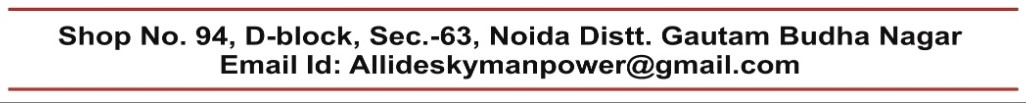 Shop No. 94, D-block, Sec.-63, Noida Distt. Gautam Budha Nagar
Email Id: Allideskymanpower@gmail.com